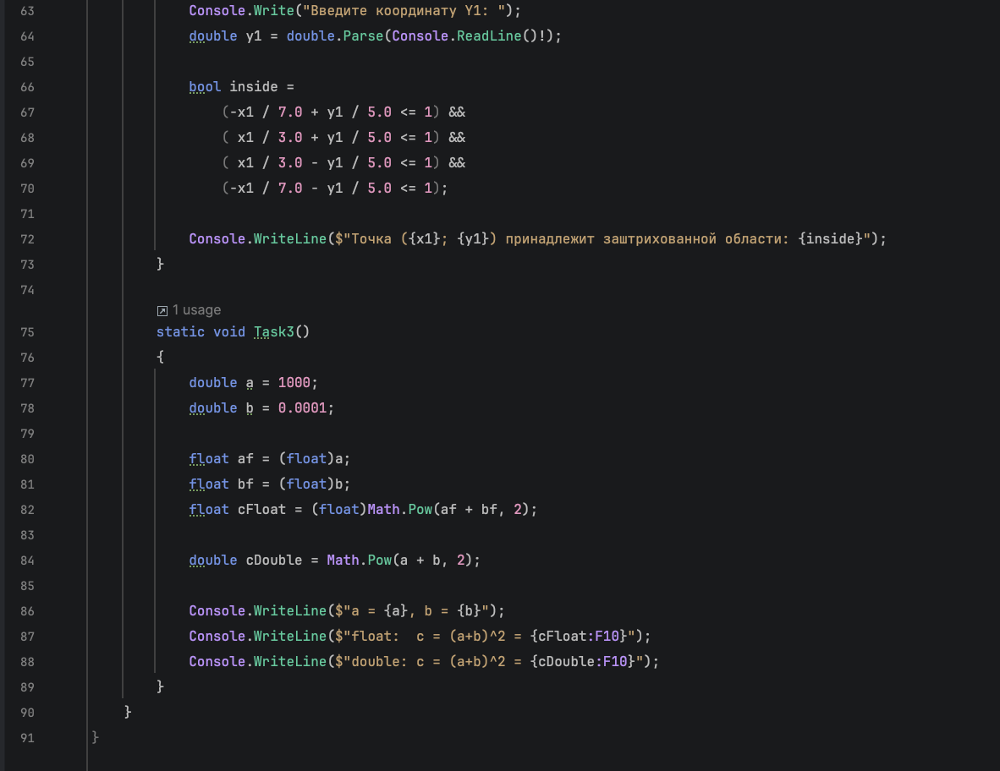 63 Console.Write("Введите координату Y1: ");
64 double y1 = double.Parse(Console.ReadLine()!);
65
66 bool inside =
67 (-x1 / 7.0 + y1 / 5.0 <= 1) &&
68 ( x1 / 3.0 + y1 / 5.0 <= 1) &&
69 ( x1 / 3.0 - y1 / 5.0 <= 1) &&
70 (-x1 / 7.0 - y1 / 5.0 <= 1);
71
72 Console.WriteLine($"Точка ({x1}; {y1}) принадлежит заштрихованной области: {inside}");
73 }
74
1 usage
75 static void Task3()
76 {
77 double a = 1000;
78 double b = 0.0001;
79
80 float af = (float)a;
81 float bf = (float)b;
82 float cFloat = (float)Math.Pow(af + bf, 2);
83
84 double cDouble = Math.Pow(a + b, 2);
85
86 Console.WriteLine($"a = {a}, b = {b}");
87 Console.WriteLine($"float:  c = (a+b)^2 = {cFloat:F10}");
88 Console.WriteLine($"double: c = (a+b)^2 = {cDouble:F10}");
89 }
90 }
91 }